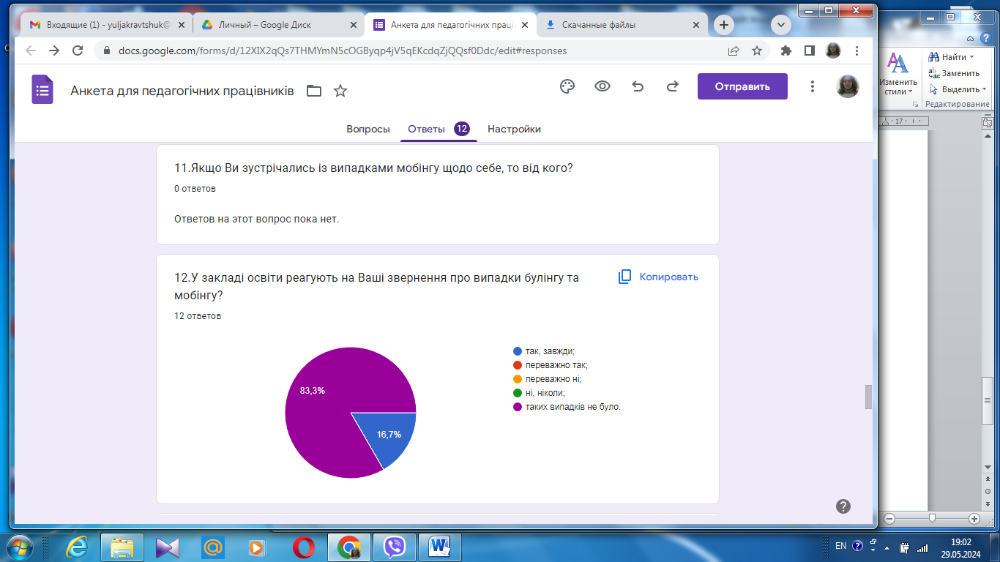 Входящие (1) - yuljakravtshuk@
Личный – Google Диск
Анкета для педагогічних праці
Скачанные файлы
docs.google.com/forms/d/12XIX2qQs7THMYmN5cOGByqp4jV5qEKcdqZjQQsf0Ddc/edit#responses
Анкета для педагогічних працівників
Отправить
Вопросы
Ответы 12
Настройки
11.Якщо Ви зустрічались із випадками мобінгу щодо себе, то від кого?
0 ответов
Ответов на этот вопрос пока нет.
12.У закладі освіти реагують на Ваші звернення про випадки булінгу та
мобінгу?
Копировать
12 ответов
83,3%
16,7%
так, завжди;
переважно так;
переважно ні;
ні, ніколи;
таких випадків не було.
Найти
Заменить
Выделить
Изменить
стили
Редактирование
17
EN
19:02
29.05.2024